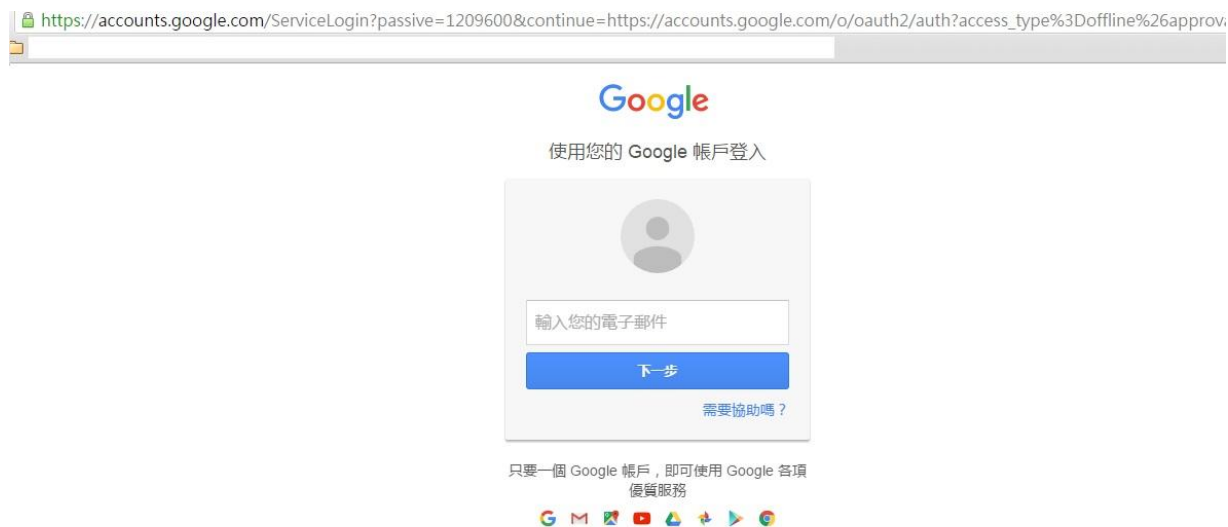 https://accounts.google.com/ServiceLogin?passive=1209600&continue=https://accounts.google.com/o/oauth2/auth?access_type%3Doffline%26approva
Google
使用您的 Google 帳戶登入
輸入您的電子郵件
下一步
需要協助嗎？
只要一個 Google 帳戶，即可使用 Google 各項
優質服務